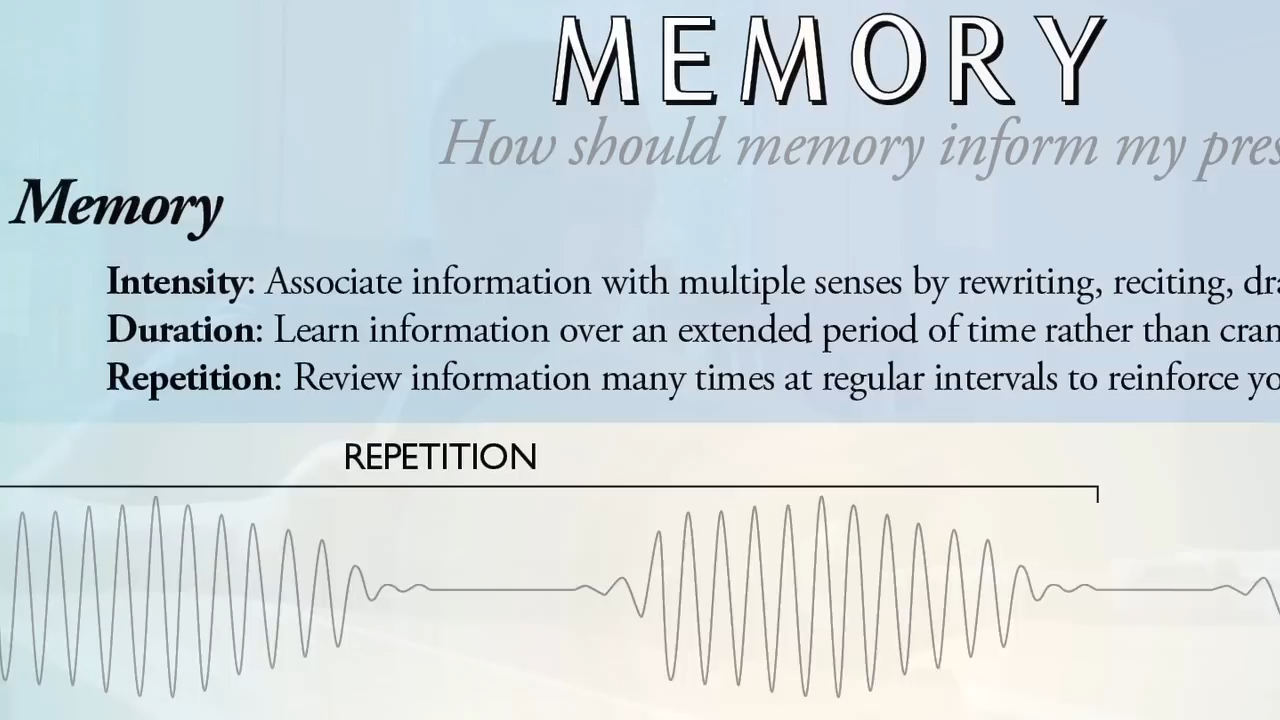 MEMORY
How should memory inform my pres
Memory
Intensity: Associate information with multiple senses by rewriting, reciting, dra
Duration: Learn information over an extended period of time rather than cran
Repetition: Review information many times at regular intervals to reinforce yo
REPETITION